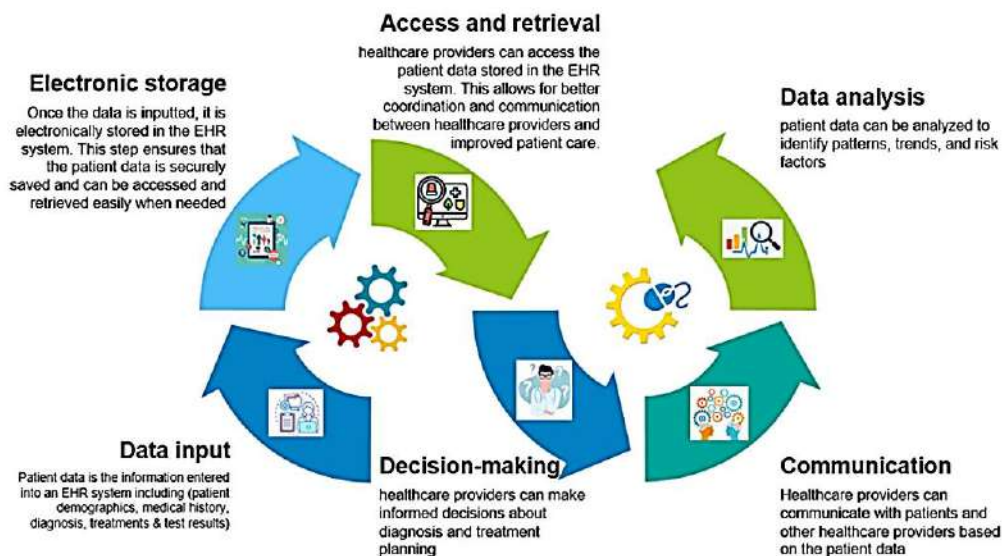 Access and retrieval
healthcare providers can access the
patient data stored in the EHR
system. This allows for better
coordination and communication
between healthcare providers and
improved patient care.
Electronic storage
Once the data is inputted, it is
electronically stored in the EHR
system. This step ensures that
the patient data is securely
saved and can be accessed and
retrieved easily when needed
Data analysis
patient data can be analyzed to
identify patterns, trends, and risk
factors
Data input
Patient data is the information entered
into an EHR system including (patient
demographics, medical history,
diagnosis, treatments & test results)
Decision-making
healthcare providers can make
informed decisions about
diagnosis and treatment
planning
Communication
Healthcare providers can
communicate with patients and
other healthcare providers based
on the patient data